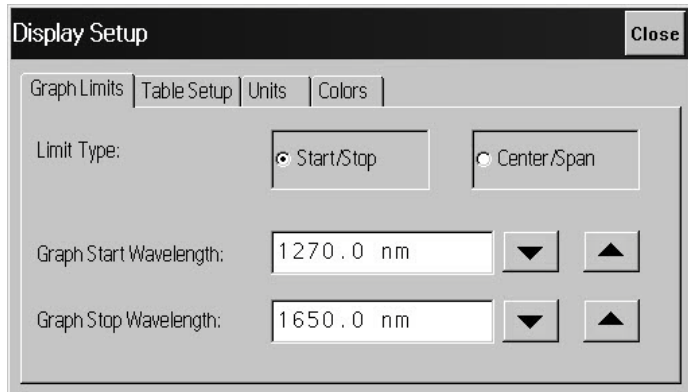 Display Setup
Close
Graph Limits Table Setup Units Colors
Limit Type: Start/Stop Center/Span
Graph Start Wavelength: 1270.0 nm
Graph Stop Wavelength: 1650.0 nm